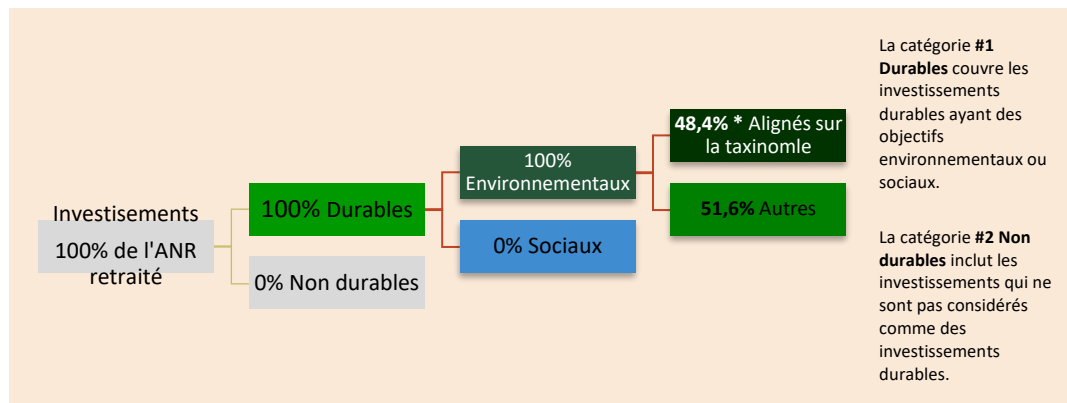 Investisements
100% de l'ANR
retraité
100% Durables
0% Non durables
100%
Environnementaux
0% Sociaux
48,4% * Alignés sur
la taxinomle
51,6% Autres
La catégorie #1
Durables couvre les
investissements
durables ayant des
objectifs
environnementaux ou
sociaux.
La catégorie #2 Non
durables inclut les
investissements qui ne
sont pas considérés
comme des
investissements
durables.